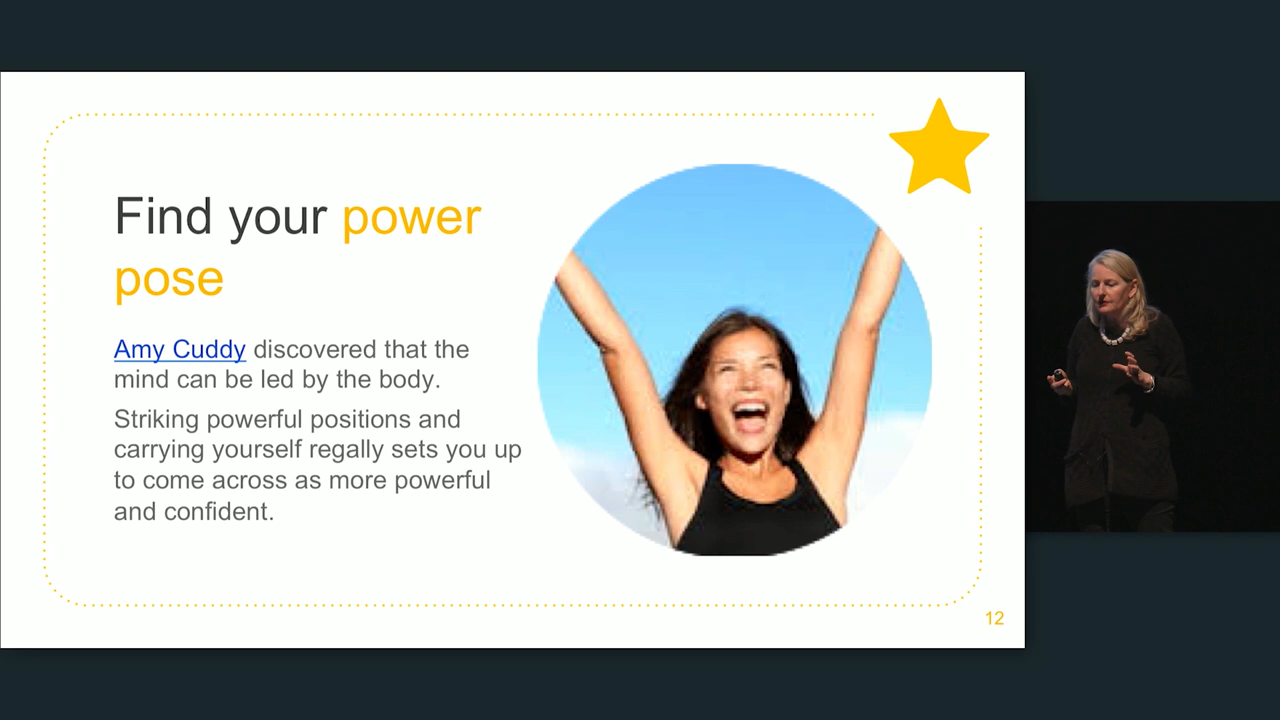 Find your power
pose
Amy Cuddy discovered that the
mind can be led by the body.
Striking powerful positions and
carrying yourself regally sets you up
to come across as more powerful
and confident.
12